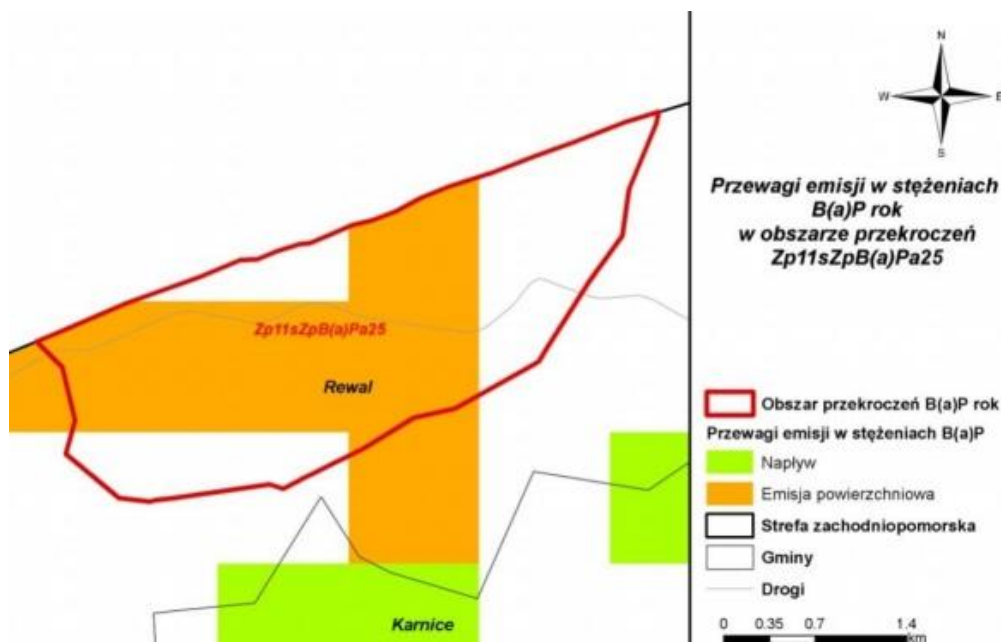 N
W
E
S
Przewagi emisji w stężeniach
B(a)P rok
w obszarze przekroczeń
Zp11sZpB(a)Pa25
Zp11sZpB(a)Pa25
Rewal
Karnice
Obszar przekroczeń B(a)P rok
Przewagi emisji w stężeniach B(a)P
Napływ
Emisja powierzchniowa
Strefa zachodniopomorska
Gminy
Drogi
0 0.35 0.7 1.4
km